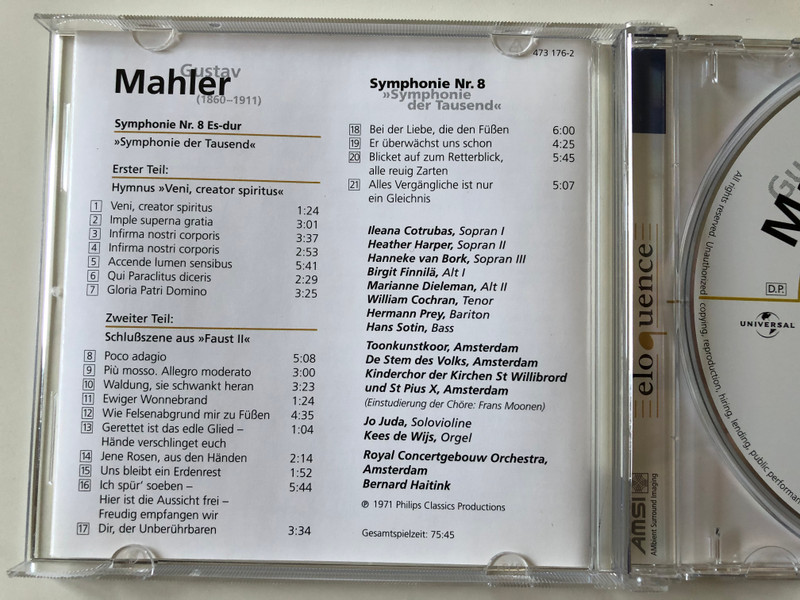 473 176-2
Gustav
Mahler
(1860–1911)
Symphonie Nr. 8 Es-dur
»Symphonie der Tausend«
Erster Teil:
Hymnus »Veni, creator spiritus«
1 Veni, creator spiritus 1:24
2 Imple superna gratia 3:01
3 Infirma nostri corporis 3:37
4 Infirma nostri corporis 2:53
5 Accende lumen sensibus 5:41
6 Qui Paraclitus diceris 2:29
7 Gloria Patri Domino 3:25
Zweiter Teil:
Schlußszene aus »Faust II«
8 Poco adagio 5:08
9 Più mosso. Allegro moderato 3:00
10 Waldung, sie schwankt heran 3:23
11 Ewiger Wonnebrand 1:24
12 Wie Felsenabgrund mir zu Füßen 4:35
13 Gerettet ist das edle Glied – 1:04
Hände verschlinget euch
14 Jene Rosen, aus den Händen 2:14
15 Uns bleibt ein Erdenrest 1:52
16 Ich spür' soeben – 5:44
Hier ist die Aussicht frei –
Freudig empfangen wir
17 Dir, der Unberührbaren 3:34
Symphonie Nr. 8
»Symphonie
der Tausend«
18 Bei der Liebe, die den Füßen 6:00
19 Er überwächst uns schon 4:25
20 Blicket auf zum Retterblick, 5:45
alle reuig Zarten
21 Alles Vergängliche ist nur 5:07
ein Gleichnis
Ileana Cotrubas, Sopran I
Heather Harper, Sopran II
Hanneke van Bork, Sopran III
Birgit Finnilä, Alt I
Marianne Dieleman, Alt II
William Cochran, Tenor
Hermann Prey, Bariton
Hans Sotin, Bass
Toonkunstkoor, Amsterdam
De Stem des Volks, Amsterdam
Kinderchor der Kirchen St Willibrord
und St Pius X, Amsterdam
(Einstudierung der Chöre: Frans Moonen)
Jo Juda, Solovioline
Kees de Wijs, Orgel
Royal Concertgebouw Orchestra,
Amsterdam
Bernard Haitink
℗ 1971 Philips Classics Productions
Gesamtspielzeit: 75:45
eloquence
AMSI
AMbient Surround Imaging
Gu
M
D.P.
UNIVERSAL
All rights reserved. Unauthorized copying, reproduction, hiring, lending, public performan